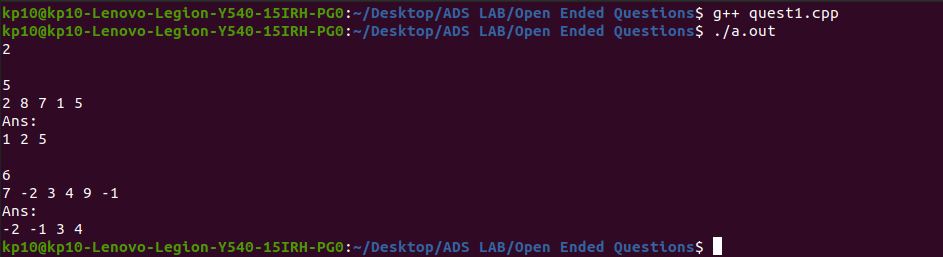 kp10@kp10-Lenovo-Legion-Y540-15IRH-PG0:~/Desktop/ADS LAB/Open Ended Questions$ g++ quest1.cpp
kp10@kp10-Lenovo-Legion-Y540-15IRH-PG0:~/Desktop/ADS LAB/Open Ended Questions$ ./a.out
2
5
2 8 7 1 5
Ans:
1 2 5
6
7 -2 3 4 9 -1
Ans:
-2 -1 3 4
kp10@kp10-Lenovo-Legion-Y540-15IRH-PG0:~/Desktop/ADS LAB/Open Ended Questions$